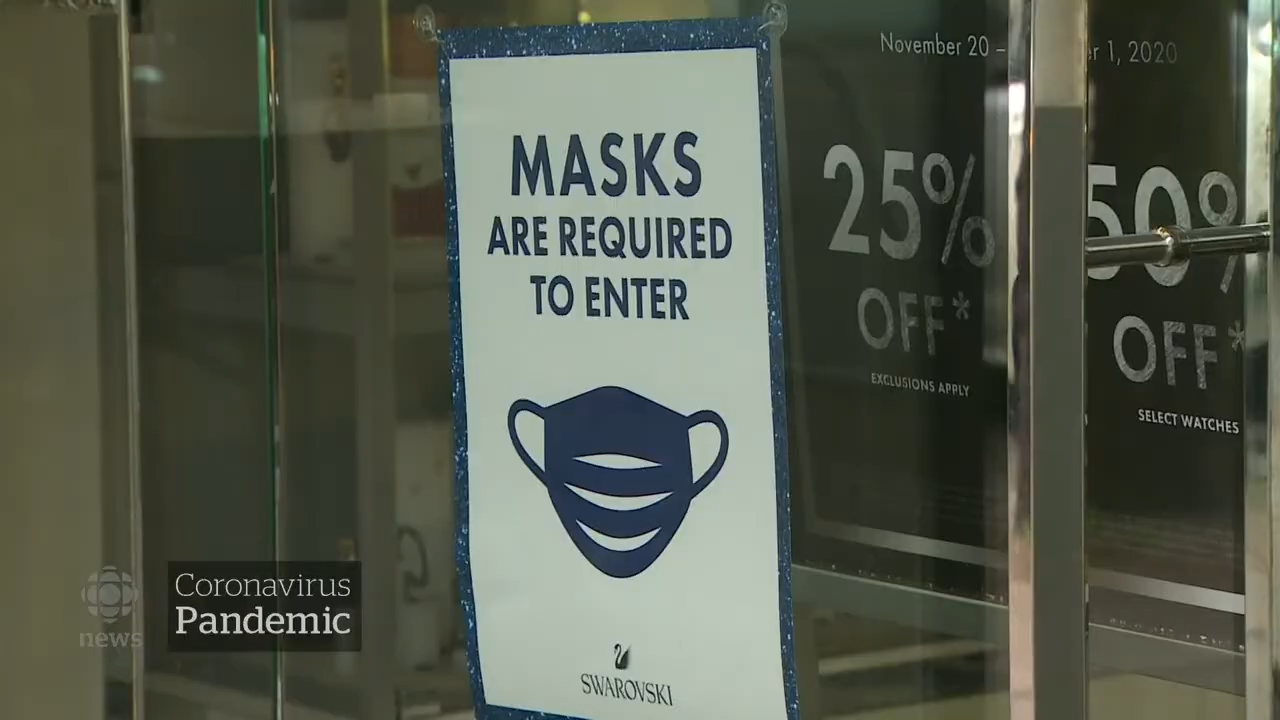 MASKS
ARE REQUIRED
TO ENTER
SWAROVSKI
November 20 –
r 1, 2020
25%
OFF*
EXCLUSIONS APPLY
50%
OFF*
SELECT WATCHES
Coronavirus
Pandemic
news